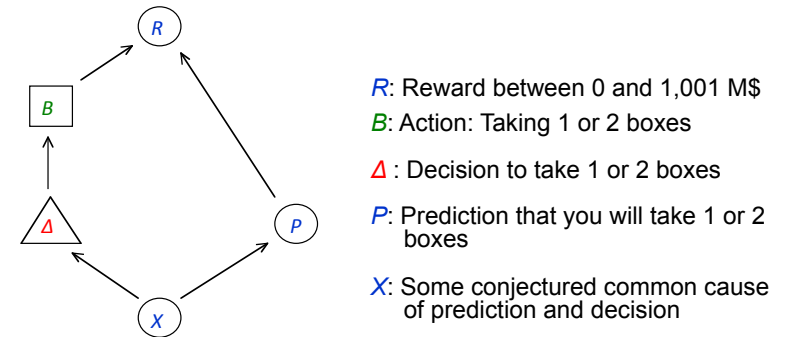 R
B
Δ
P
X
R: Reward between 0 and 1,001 M$
B: Action: Taking 1 or 2 boxes
Δ : Decision to take 1 or 2 boxes
P: Prediction that you will take 1 or 2
boxes
X: Some conjectured common cause
of prediction and decision